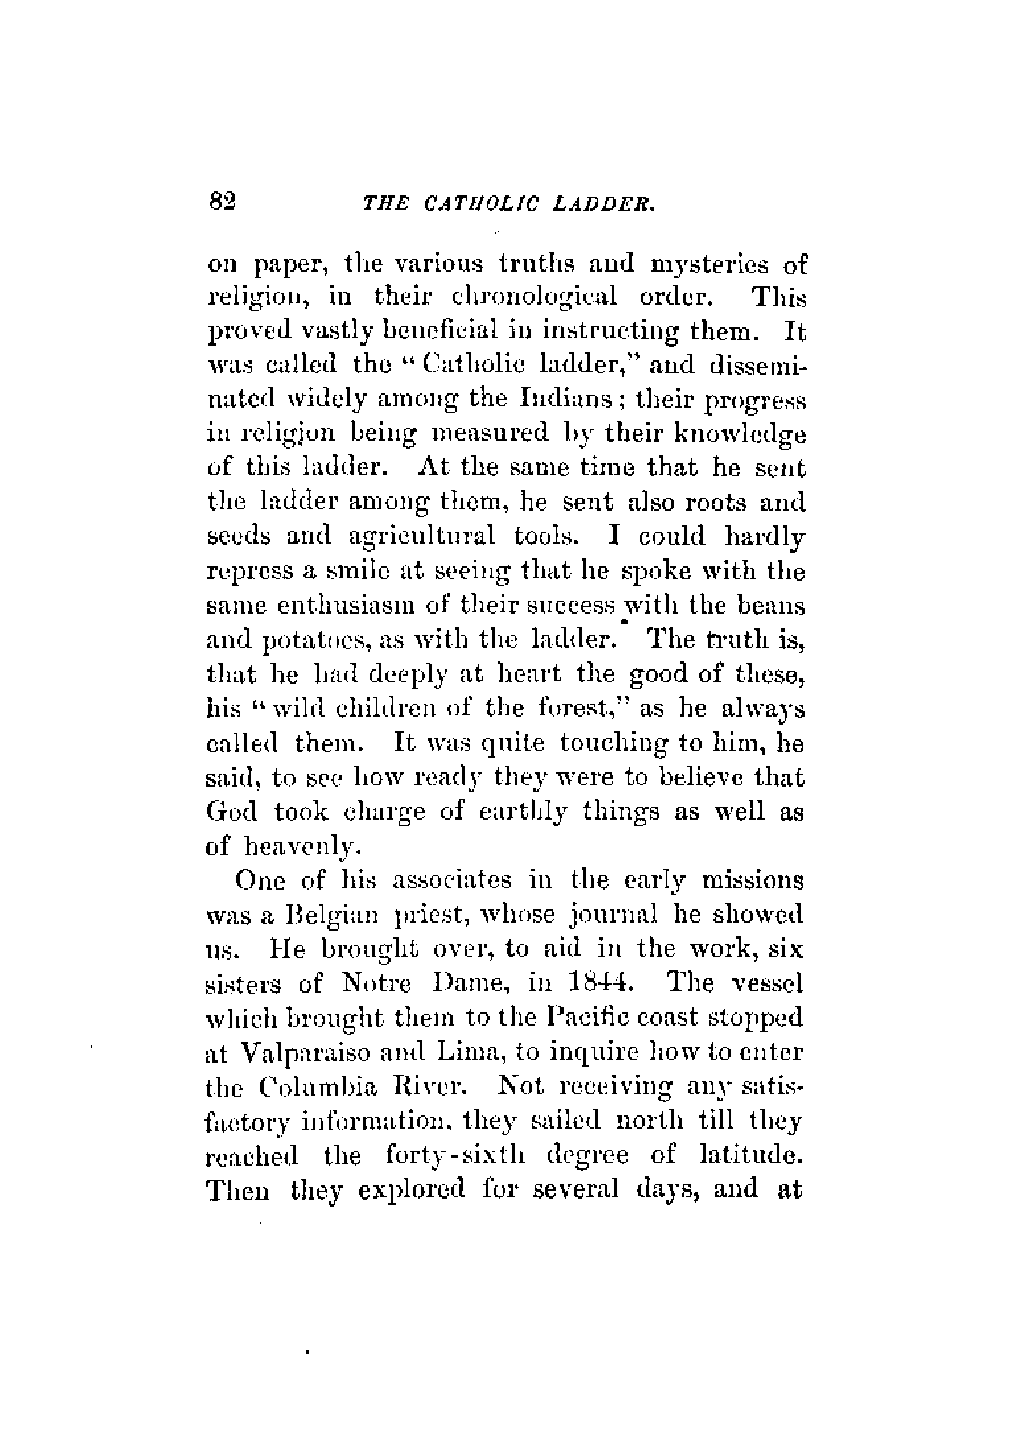 82 THE CATHOLIC LADDER.
on paper, the various truths and mysteries of
religion, in their chronological order. This
proved vastly beneficial in instructing them. It
was called the "Catholic ladder," and dissemi-
nated widely among the Indians; their progress
in religion being measured by their knowledge
of this ladder. At the same time that he sent
the ladder among them, he sent also roots and
seeds and agricultural tools. I could hardly
repress a smile at seeing that he spoke with the
same enthusiasm of their success with the beans
and potatoes, as with the ladder. The truth is,
that he had deeply at heart the good of these,
his "wild children of the forest," as he always
called them. It was quite touching to him, he
said, to see how ready they were to believe that
God took charge of earthly things as well as
of heavenly.
One of his associates in the early missions
was a Belgian priest, whose journal he showed
us. He brought over, to aid in the work, six
sisters of Notre Dame, in 1844. The vessel
which brought them to the Pacific coast stopped
at Valparaiso and Lima, to inquire how to enter
the Columbia River. Not receiving any satis-
factory information, they sailed north till they
reached the forty-sixth degree of latitude.
Then they explored for several days, and at